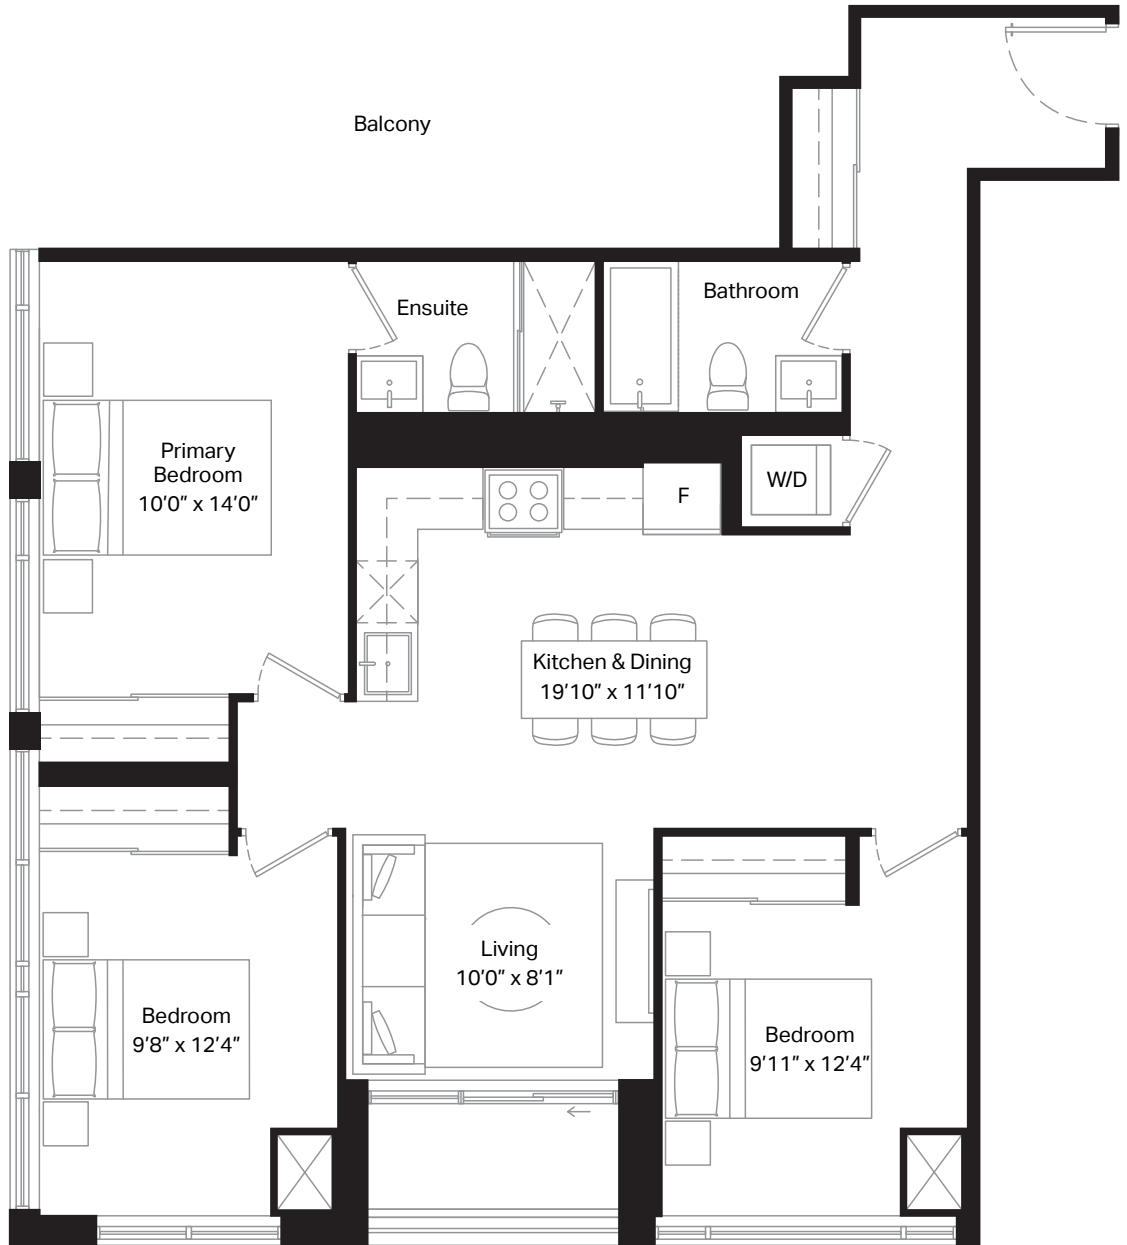 Balcony
Ensuite
Bathroom
Primary
Bedroom
10’0” x 14’0”
F
W/D
Kitchen & Dining
19’10” x 11’10”
Living
10’0” x 8’1”
Bedroom
9’8” x 12’4”
Bedroom
9’11” x 12’4”